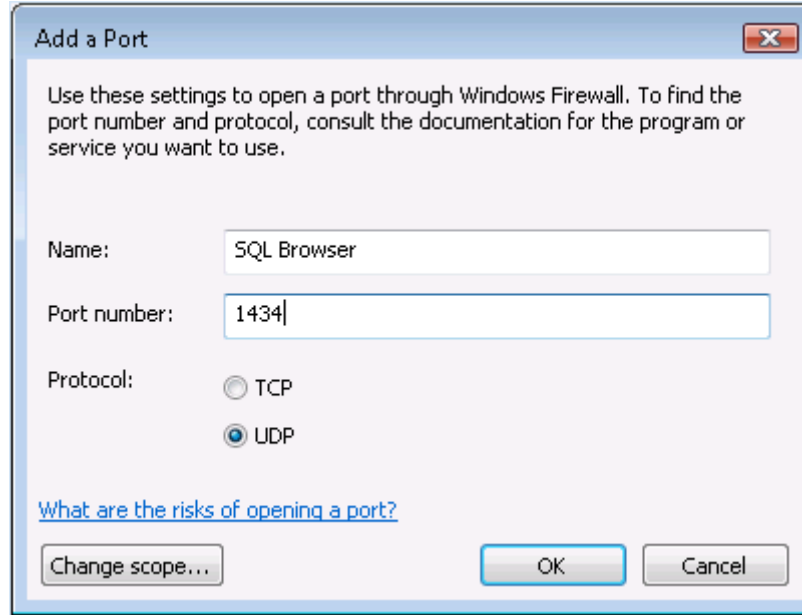 Add a Port
Use these settings to open a port through Windows Firewall. To find the
port number and protocol, consult the documentation for the program or
service you want to use.
Name: SQL Browser
Port number: 1434
Protocol: TCP
UDP
What are the risks of opening a port?
Change scope... OK Cancel